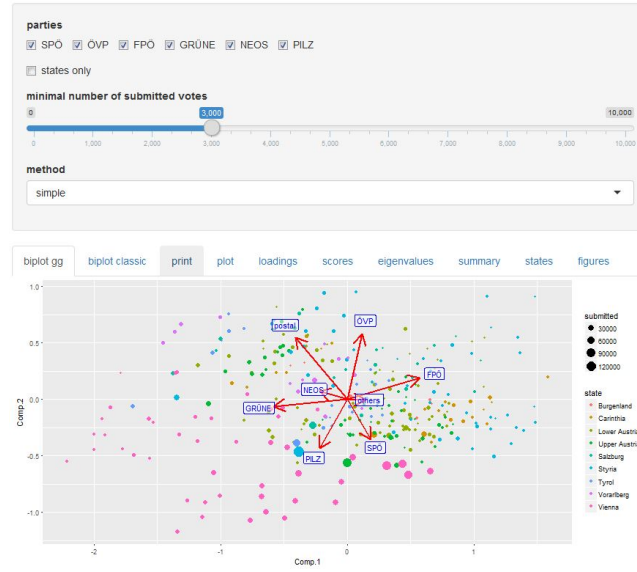 parties
SPÖ ÖVP FPÖ GRÜNE NEOS PILZ
states only
minimal number of submitted votes
0 3,000 10,000
0 1,000 2,000 3,000 4,000 5,000 6,000 7,000 8,000 9,000 10,000
method
simple
biplot gg biplot classic print plot loadings scores eigenvalues summary states figures
1.0
0.5
0.0
-0.5
-1.0
Comp.2
postal
ÖVP
FPÖ
NEOS
others
GRÜNE
SPÖ
PILZ
-2 -1 0 1
Comp.1
submitted
30000
60000
90000
120000
state
Burgenland
Carinthia
Lower Austria
Upper Austria
Salzburg
Styria
Tyrol
Vorarlberg
Vienna